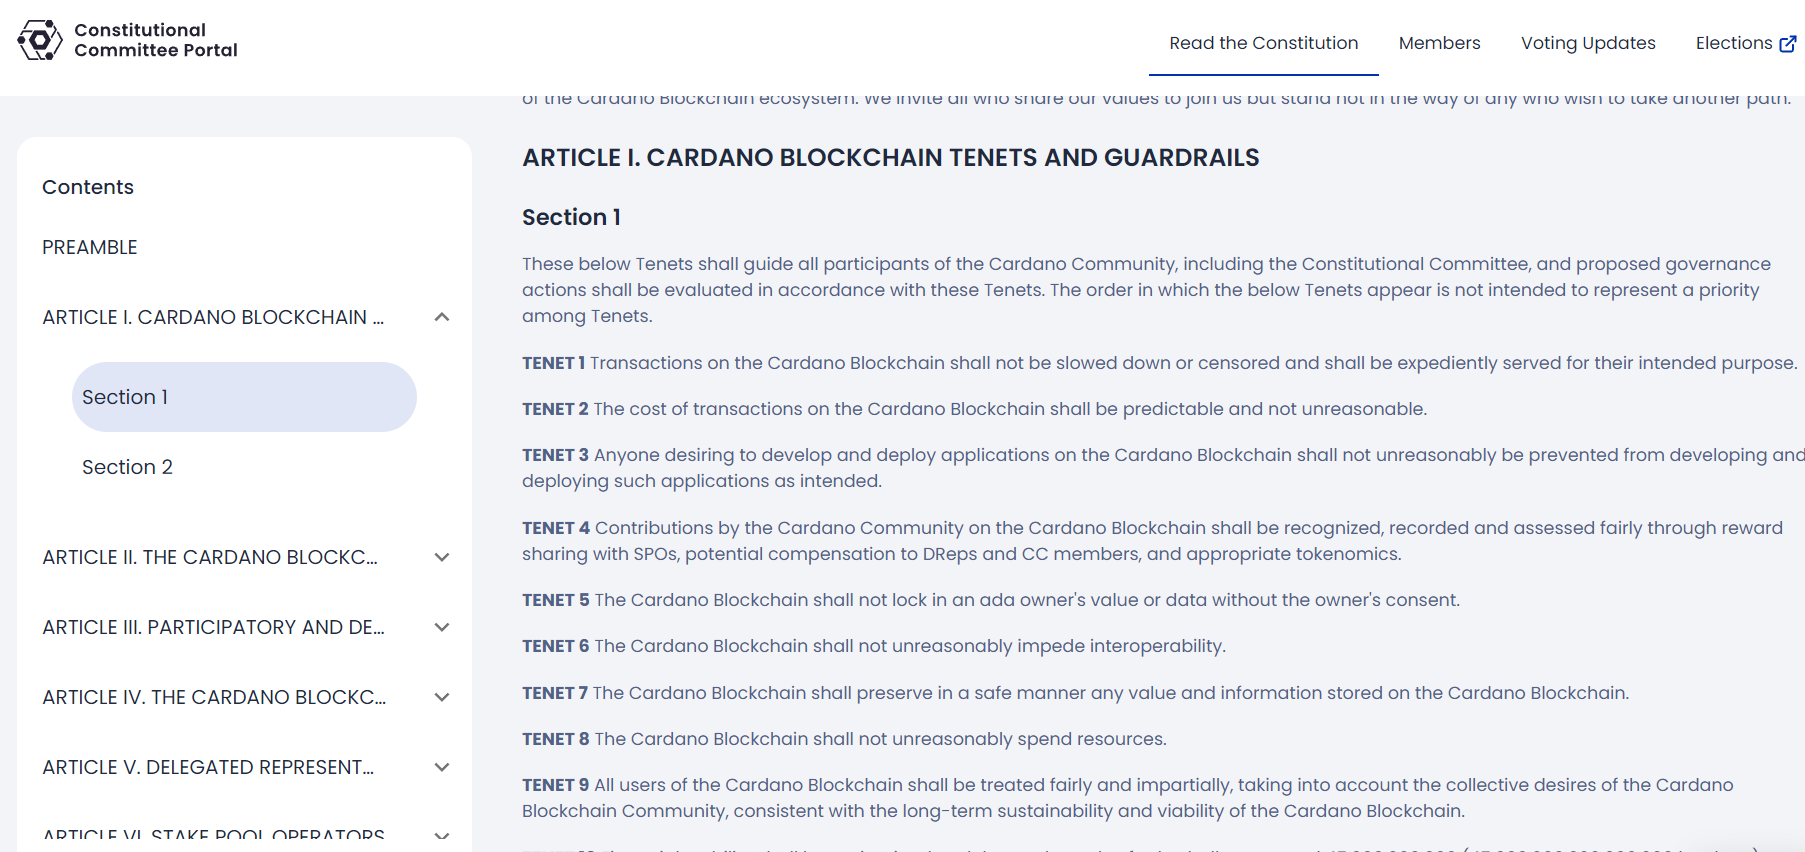 Constitutional
Committee Portal
Read the Constitution
Members
Voting Updates
Elections
of the Cardano Blockchain ecosystem. We invite all who share our values to join us but stand not in the way of any who wish to take another path.
Contents
PREAMBLE
ARTICLE I. CARDANO BLOCKCHAIN ...
Section 1
Section 2
ARTICLE II. THE CARDANO BLOCKC...
ARTICLE III. PARTICIPATORY AND DE...
ARTICLE IV. THE CARDANO BLOCKC...
ARTICLE V. DELEGATED REPRESENT...
ARTICLE VI. STAKE POOL OPERATORS
ARTICLE I. CARDANO BLOCKCHAIN TENETS AND GUARDRAILS
Section 1
These below Tenets shall guide all participants of the Cardano Community, including the Constitutional Committee, and proposed governance
actions shall be evaluated in accordance with these Tenets. The order in which the below Tenets appear is not intended to represent a priority
among Tenets.
TENET 1 Transactions on the Cardano Blockchain shall not be slowed down or censored and shall be expediently served for their intended purpose.
TENET 2 The cost of transactions on the Cardano Blockchain shall be predictable and not unreasonable.
TENET 3 Anyone desiring to develop and deploy applications on the Cardano Blockchain shall not unreasonably be prevented from developing and
deploying such applications as intended.
TENET 4 Contributions by the Cardano Community on the Cardano Blockchain shall be recognized, recorded and assessed fairly through reward
sharing with SPOs, potential compensation to DReps and CC members, and appropriate tokenomics.
TENET 5 The Cardano Blockchain shall not lock in an ada owner's value or data without the owner's consent.
TENET 6 The Cardano Blockchain shall not unreasonably impede interoperability.
TENET 7 The Cardano Blockchain shall preserve in a safe manner any value and information stored on the Cardano Blockchain.
TENET 8 The Cardano Blockchain shall not unreasonably spend resources.
TENET 9 All users of the Cardano Blockchain shall be treated fairly and impartially, taking into account the collective desires of the Cardano
Blockchain Community, consistent with the long-term sustainability and viability of the Cardano Blockchain.